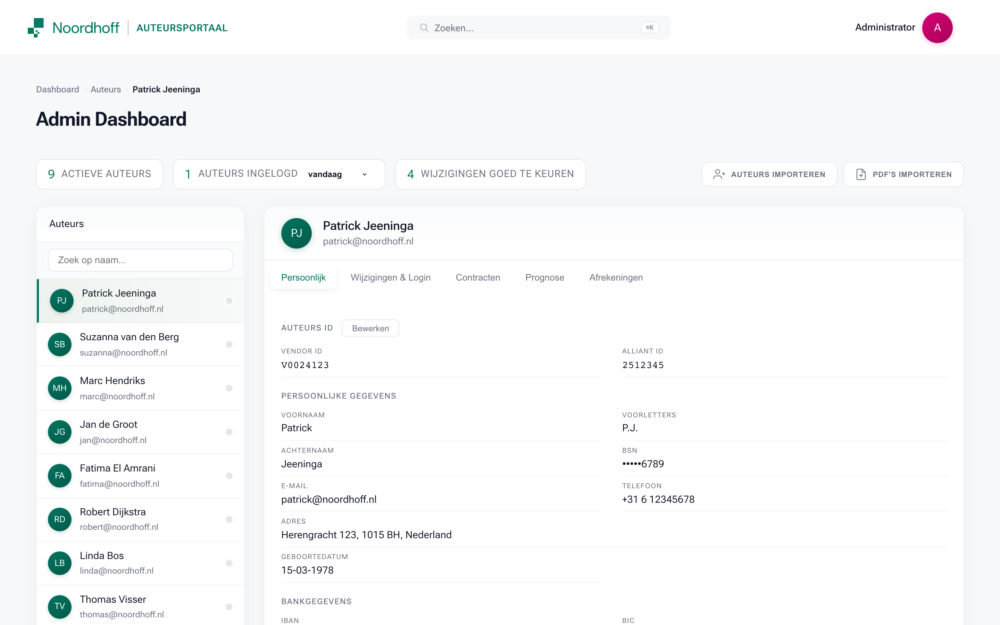 Noordhoff AUTEURSPORTAAL
Zoeken... ⌘K
Administrator A
Dashboard › Auteurs › Patrick Jeeninga
Admin Dashboard
9 ACTIEVE AUTEURS
1 AUTEURS INGELOGD vandaag
4 WIJZIGINGEN GOED TE KEUREN
AUTEURS IMPORTEREN
PDF'S IMPORTEREN
Auteurs
Zoek op naam...
PJ Patrick Jeeninga
patrick@noordhoff.nl
SB Suzanna van den Berg
suzanna@noordhoff.nl
MH Marc Hendriks
marc@noordhoff.nl
JG Jan de Groot
jan@noordhoff.nl
FA Fatima El Amrani
fatima@noordhoff.nl
RD Robert Dijkstra
robert@noordhoff.nl
LB Linda Bos
linda@noordhoff.nl
TV Thomas Visser
thomas@noordhoff.nl
PJ Patrick Jeeninga
patrick@noordhoff.nl
Persoonlijk Wijzigingen & Login Contracten Prognose Afrekeningen
AUTEURS ID Bewerken
VENDOR ID
V0024123
ALLIANT ID
2512345
PERSOONLIJKE GEGEVENS
VOORNAAM
Patrick
VOORLETTERS
P.J.
ACHTERNAAM
Jeeninga
BSN
•••••6789
E-MAIL
patrick@noordhoff.nl
TELEFOON
+31 6 12345678
ADRES
Herengracht 123, 1015 BH, Nederland
GEBOORTEDATUM
15-03-1978
BANKGEGEVENS
IBAN
BIC